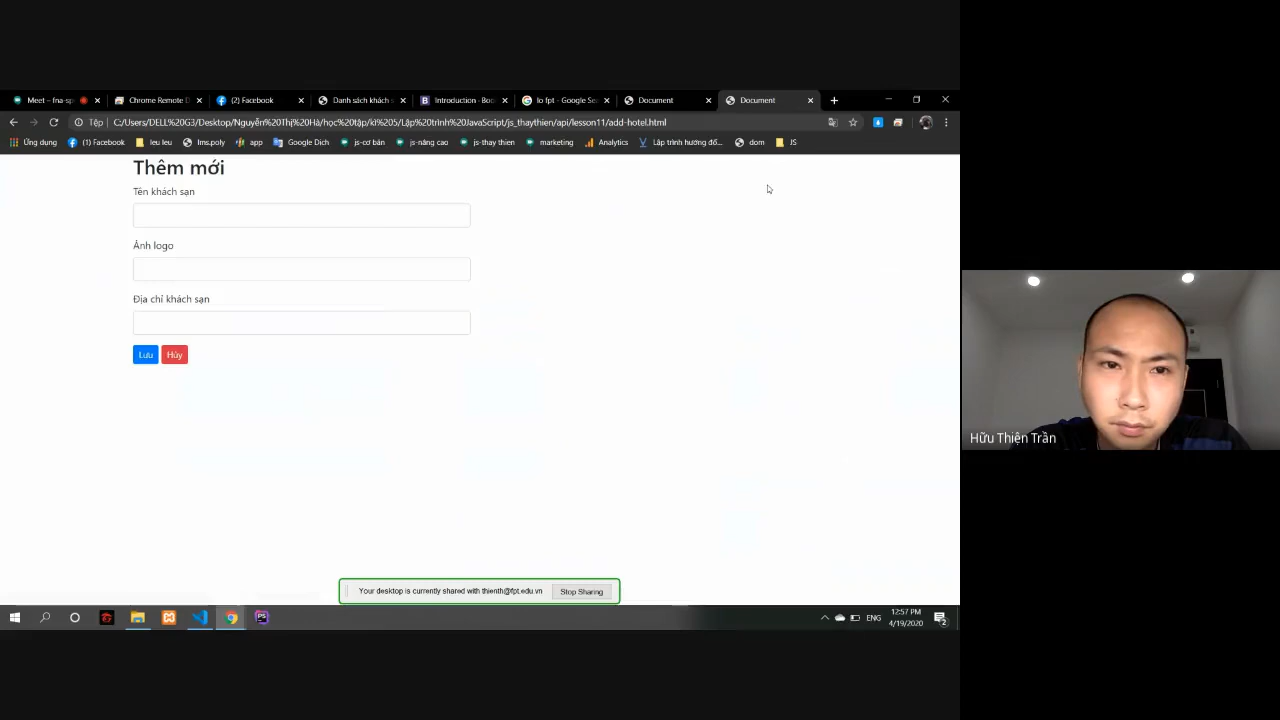 Meet – fna-sp
Chrome Remote D
(2) Facebook
Danh sách khách s
Introduction · Boo
lo fpt - Google Sea
Document
Document
Tệp
C:/Users/DELL%20G3/Desktop/Nguyễn%20Thị%20Hà/học%20tập/kì%205/Lập%20trình%20JavaScript/js_thaythien/api/lesson11/add-hotel.html
Ứng dụng
(1) Facebook
leu leu
lms.poly
app
Google Dịch
js-cơ bản
js-nâng cao
js-thay thien
marketing
Analytics
Lập trình hướng đố...
dom
JS
Thêm mới
Tên khách sạn
Ảnh logo
Địa chỉ khách sạn
Lưu
Hủy
Hữu Thiện Trần
Your desktop is currently shared with thienth@fpt.edu.vn
Stop Sharing
PS
ENG
12:57 PM
4/19/2020
2